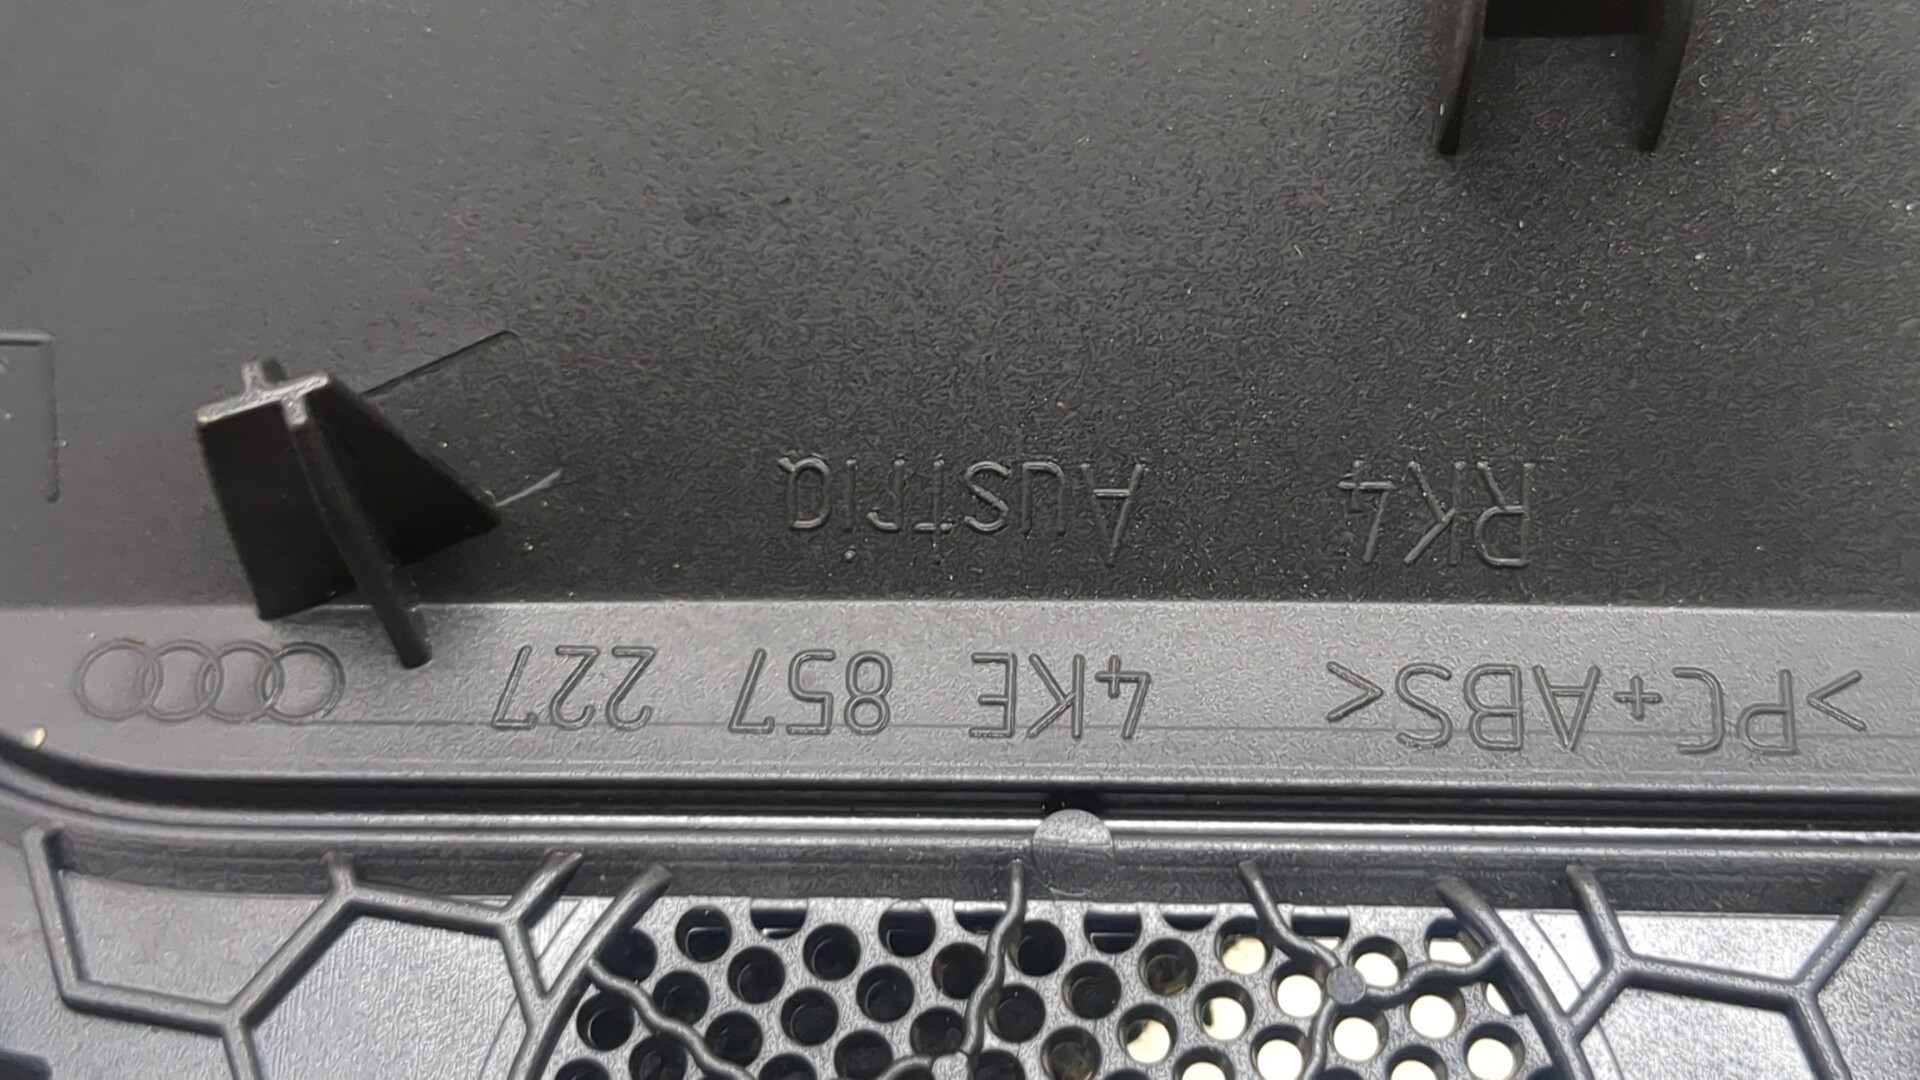 >PC+ABS< 4KE 857 227
RK4 Austria